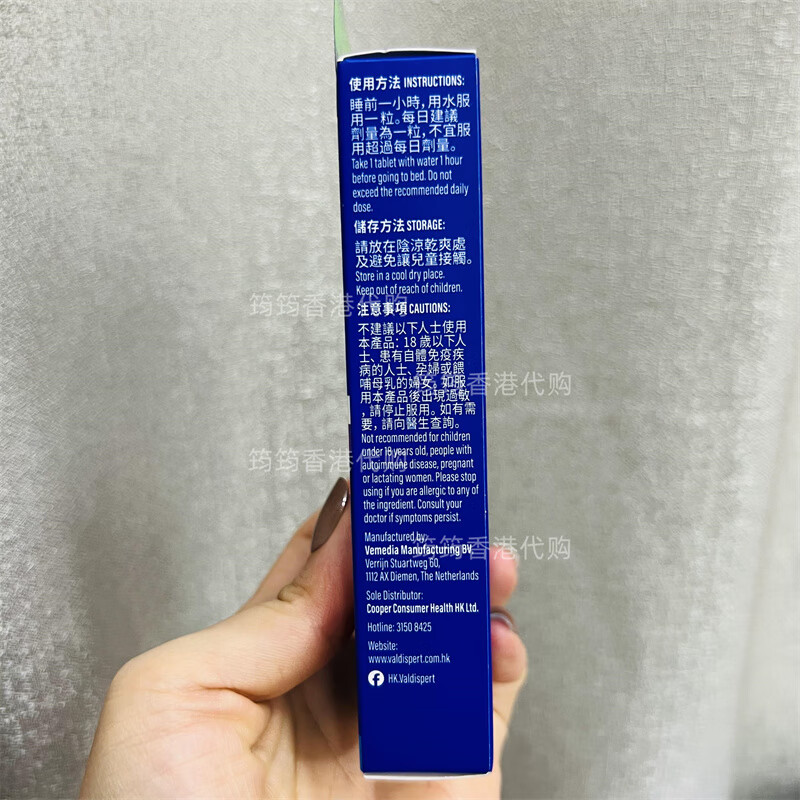 使用方法 INSTRUCTIONS:
睡前一小時，用水服
用一粒。每日建議
劑量為一粒，不宜服
用超過每日劑量。
Take 1 tablet with water 1 hour
before going to bed. Do not
exceed the recommended daily
dose.
儲存方法 STORAGE:
請放在陰涼乾爽處
及避免讓兒童接觸。
Store in a cool dry place.
Keep out of reach of children.
筠筠香港代购
注意事項 CAUTIONS:
不建議以下人士使用
本產品：18 歲以下人
士、患有自體免疫疾
病的人士、孕婦或餵
哺母乳的婦女。如服
筠筠香港代购
用本產品後出現過敏
，請停止服用。如有需
要，請向醫生查詢。
Not recommended for children
under 18 years old, people with
筠筠香港代购
autoimmune disease, pregnant
or lactating women. Please stop
using if you are allergic to any of
the ingredient. Consult your
doctor if symptoms persist.
Manufactured by:
Vemedia Manufacturing BV,
筠筠香港代购
Verrijn Stuartweg 60,
1112 AX Diemen, The Netherlands
Sole Distributor:
Cooper Consumer Health HK Ltd.
Hotline: 3150 8425
Website:
www.valdispert.com.hk
HK.Valdispert